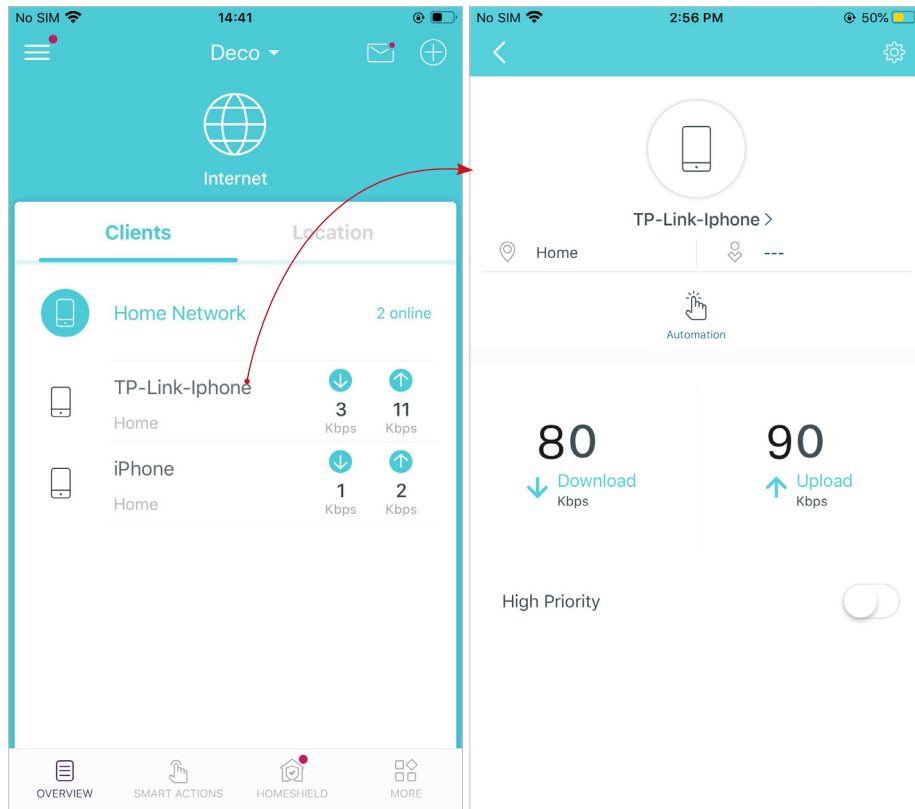 No SIM
14:41
Deco
Internet
Clients
Location
Home Network
2 online
TP-Link-Iphone
Home
3
Kbps
11
Kbps
iPhone
Home
1
Kbps
2
Kbps
OVERVIEW
SMART ACTIONS
HOMESHIELD
MORE
No SIM
2:56 PM
50%
TP-Link-Iphone >
Home
---
Automation
80
Download
Kbps
90
Upload
Kbps
High Priority